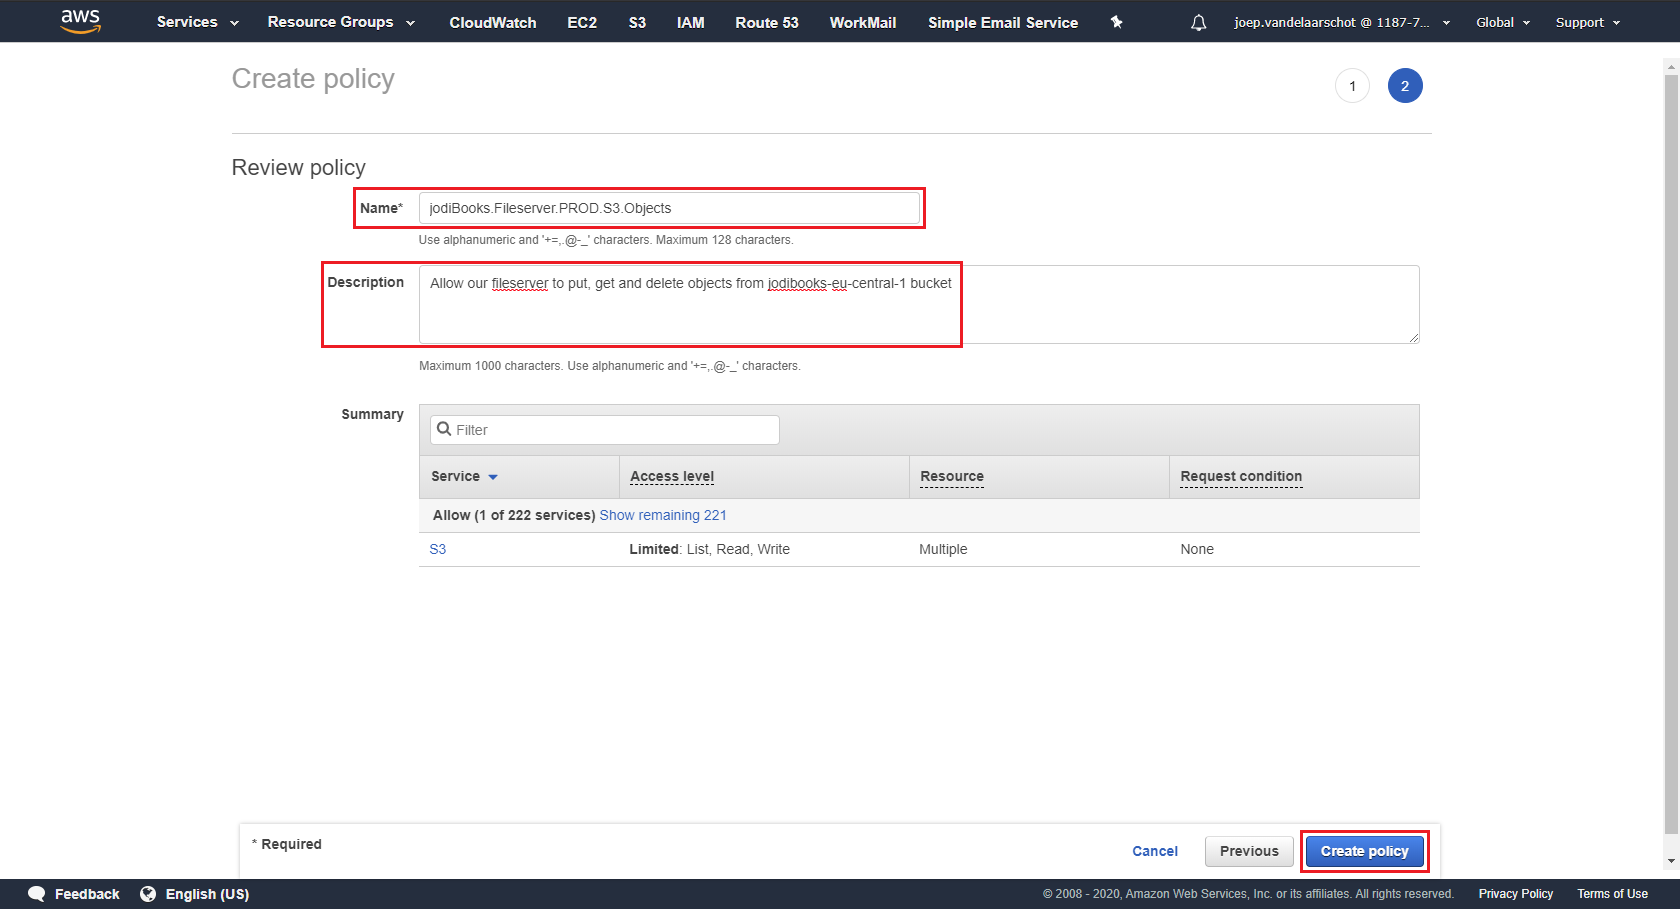 aws Services Resource Groups CloudWatch EC2 S3 IAM Route 53 WorkMail Simple Email Service joep.vandelaarschot @ 1187-7... Global Support
Create policy
1 2
Review policy
Name* jodiBooks.Fileserver.PROD.S3.Objects
Use alphanumeric and '+=,.@-_' characters. Maximum 128 characters.
Description Allow our fileserver to put, get and delete objects from jodibooks-eu-central-1 bucket
Maximum 1000 characters. Use alphanumeric and '+=,.@-_' characters.
Summary
Filter
Service Access level Resource Request condition
Allow (1 of 222 services) Show remaining 221
S3 Limited: List, Read, Write Multiple None
* Required
Cancel Previous Create policy
Feedback English (US) © 2008 - 2020, Amazon Web Services, Inc. or its affiliates. All rights reserved. Privacy Policy Terms of Use